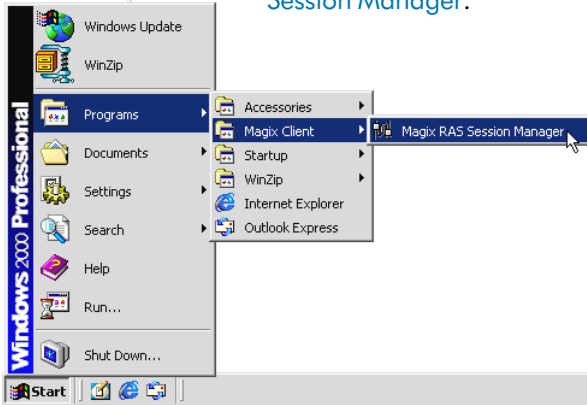 Session Manager.
Windows Update
WinZip
Programs
Documents
Settings
Search
Help
Run...
Shut Down...
Windows 2000 Professional
Accessories
Magix Client
Startup
WinZip
Internet Explorer
Outlook Express
Magix RAS Session Manager
Start